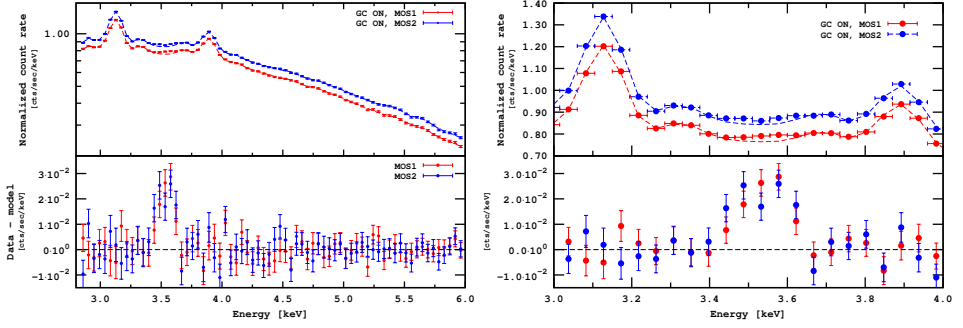 Normalized count rate
[cts/sec/keV]
1.00
GC ON, MOS1
GC ON, MOS2
Data - model
[cts/sec/keV]
3·10⁻²
2·10⁻²
1·10⁻²
0·10⁰
-1·10⁻²
MOS1
MOS2
3.0 3.5 4.0 4.5 5.0 5.5 6.0
Energy [keV]
Normalized count rate
[cts/sec/keV]
1.40
1.30
1.20
1.10
1.00
0.90
0.80
0.70
GC ON, MOS1
GC ON, MOS2
[cts/sec/keV]
3·10⁻²
2·10⁻²
1·10⁻²
0·10⁰
-1·10⁻²
3.0 3.2 3.4 3.6 3.8 4.0
Energy [keV]